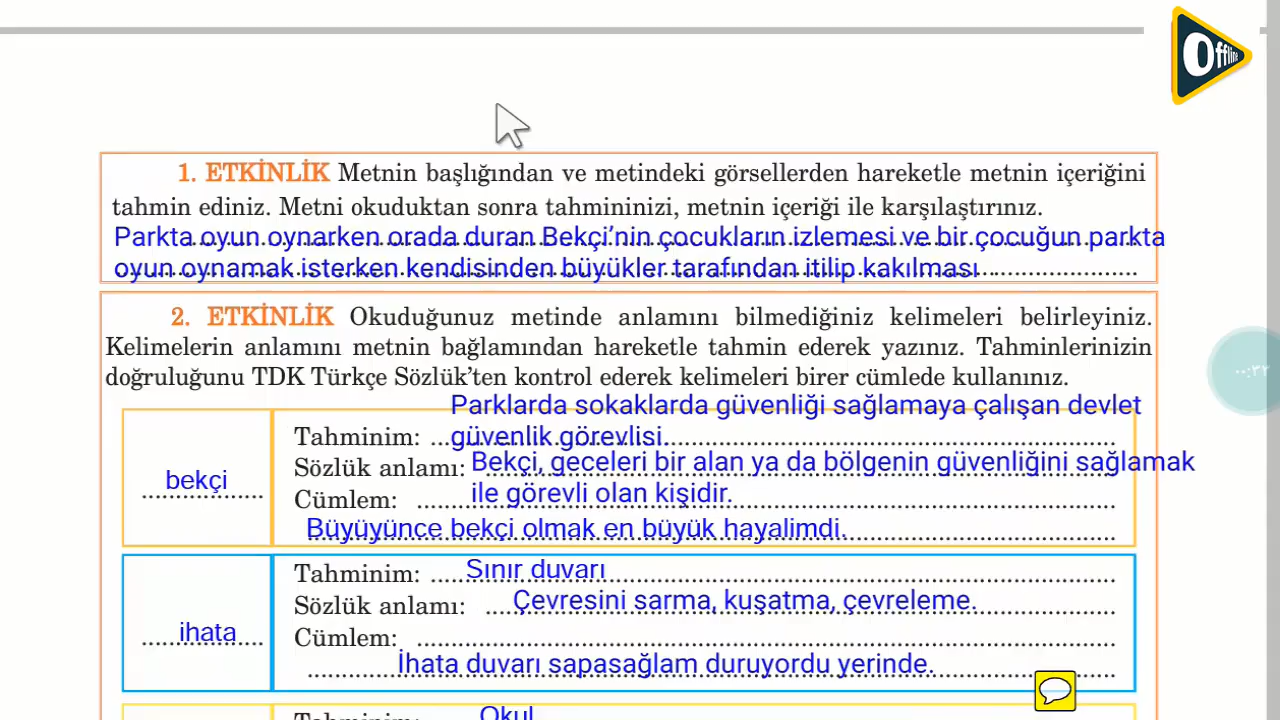 Offline
1. ETKİNLİK Metnin başlığından ve metindeki görsellerden hareketle metnin içeriğini
tahmin ediniz. Metni okuduktan sonra tahmininizi, metnin içeriği ile karşılaştırınız.
Parkta oyun oynarken orada duran Bekçi’nin çocukların izlemesi ve bir çocuğun parkta
oyun oynamak isterken kendisinden büyükler tarafından itilip kakılması
2. ETKİNLİK Okuduğunuz metinde anlamını bilmediğiniz kelimeleri belirleyiniz.
Kelimelerin anlamını metnin bağlamından hareketle tahmin ederek yazınız. Tahminlerinizin
doğruluğunu TDK Türkçe Sözlük’ten kontrol ederek kelimeleri birer cümlede kullanınız.
٠٠:٣٢
bekçi
Parklarda sokaklarda güvenliği sağlamaya çalışan devlet
Tahminim: güvenlik görevlisi.
Sözlük anlamı: Bekçi, geceleri bir alan ya da bölgenin güvenliğini sağlamak
Cümlem: ile görevli olan kişidir.
Büyüyünce bekçi olmak en büyük hayalimdi.
ihata
Tahminim: Sınır duvarı
Sözlük anlamı: Çevresini sarma, kuşatma, çevreleme.
Cümlem:
İhata duvarı sapasağlam duruyordu yerinde.
Tahminim: Okul